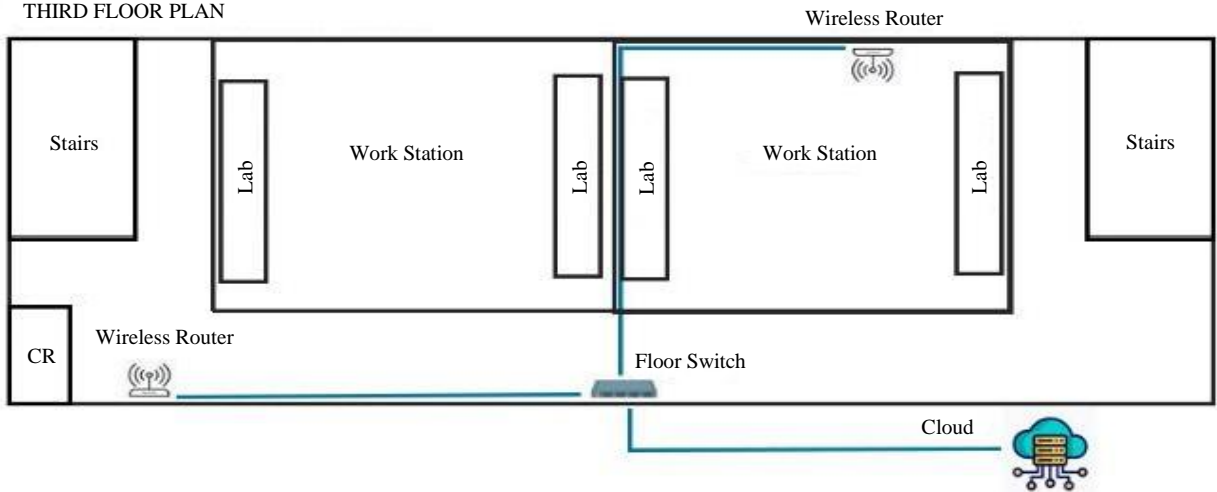 THIRD FLOOR PLAN
Wireless Router
Stairs
Lab
Work Station
Lab
Lab
Work Station
Lab
Stairs
CR
Wireless Router
Floor Switch
Cloud